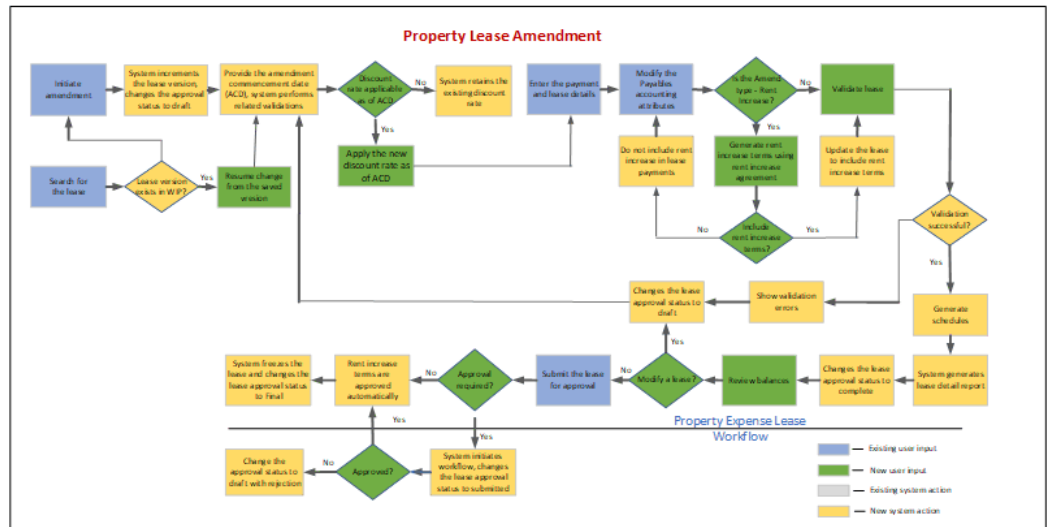 Property Lease Amendment
Initiate
amendment
System increments
the lease version,
changes the approval
status to draft
Provide the amendment
commencement date
(ACD), system performs
related validations
Discount
rate applicable
as of ACD
No
System retains the
existing discount
rate
Enter the payment
and lease details
Modify the
Payables
accounting
attributes
Is the Amend
type - Rent
Increase?
No
Validate lease
Yes
Yes
Apply the new
discount rate as
of ACD
Do not include rent
increase in lease
payments
Generate rent
increase terms using
rent increase
agreement
Update the lease
to include rent
increase terms
Search for
the lease
Lease version
exists in WIP?
Yes
Resume change
from the saved
version
No
Include
rent increase
terms?
Yes
Validation
successful?
Yes
Changes the lease
approval status to
draft
Show validation
errors
Generate
schedules
Yes
System freezes the
lease and changes the
lease approval status
to Final
Rent increase
terms are
approved
automatically
No
Approval
required?
Submit the lease
for approval
No
Modify a lease?
Review balances
Changes the lease
approval status to
complete
System generates
lease detail report
Property Expense Lease
Workflow
Yes
Yes
Change the
approval status to
draft with rejection
No
Approved?
System initiates
workflow, changes
the lease approval
status to submitted
Existing user input
New user input
Existing system action
New system action